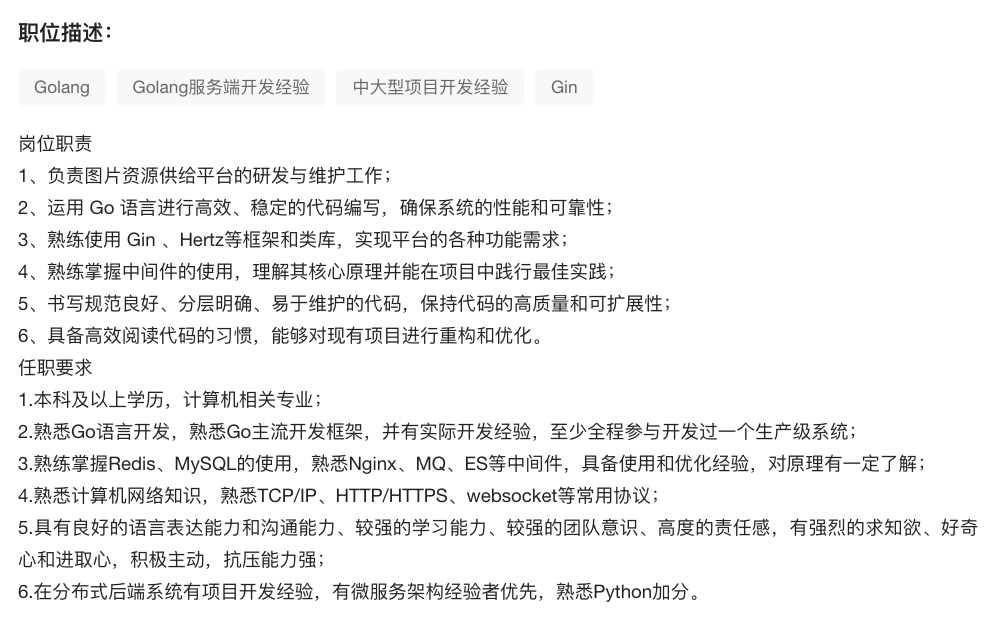 职位描述：
Golang Golang服务端开发经验 中大型项目开发经验 Gin
岗位职责
1、负责图片资源供给平台的研发与维护工作；
2、运用 Go 语言进行高效、稳定的代码编写，确保系统的性能和可靠性；
3、熟练使用 Gin 、Hertz等框架和类库，实现平台的各种功能需求；
4、熟练掌握中间件的使用，理解其核心原理并能在项目中践行最佳实践；
5、书写规范良好、分层明确、易于维护的代码，保持代码的高质量和可扩展性；
6、具备高效阅读代码的习惯，能够对现有项目进行重构和优化。
任职要求
1.本科及以上学历，计算机相关专业；
2.熟悉Go语言开发，熟悉Go主流开发框架，并有实际开发经验，至少全程参与开发过一个生产级系统；
3.熟练掌握Redis、MySQL的使用，熟悉Nginx、MQ、ES等中间件，具备使用和优化经验，对原理有一定了解；
4.熟悉计算机网络知识，熟悉TCP/IP、HTTP/HTTPS、websocket等常用协议；
5.具有良好的语言表达能力和沟通能力、较强的学习能力、较强的团队意识、高度的责任感，有强烈的求知欲、好奇
心和进取心，积极主动，抗压能力强；
6.在分布式后端系统有项目开发经验，有微服务架构经验者优先，熟悉Python加分。